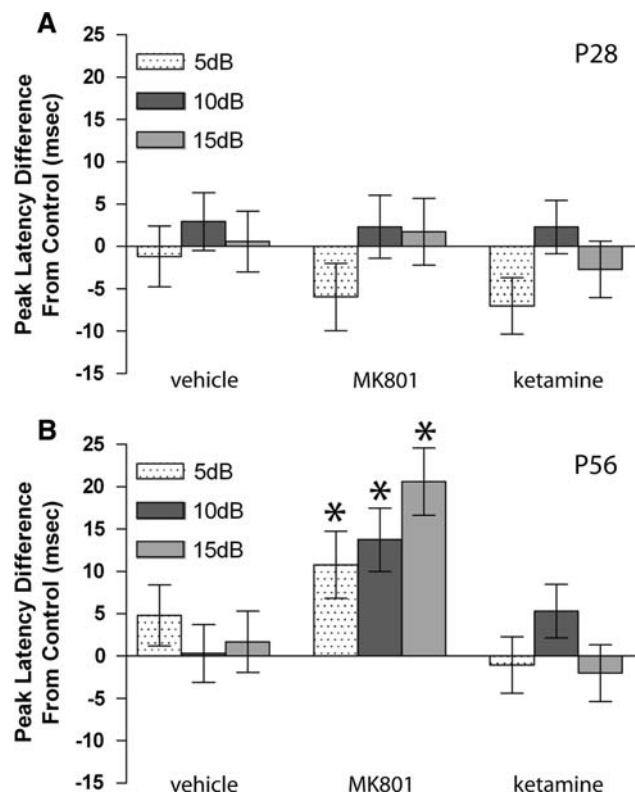 A
P28
25
20
15
10
5
0
-5
-10
-15
Peak Latency Difference
From Control (msec)
5dB
10dB
15dB
vehicle MK801 ketamine
B
P56
25
20
15
10
5
0
-5
-10
-15
Peak Latency Difference
From Control (msec)
5dB
10dB
15dB
* * *
vehicle MK801 ketamine